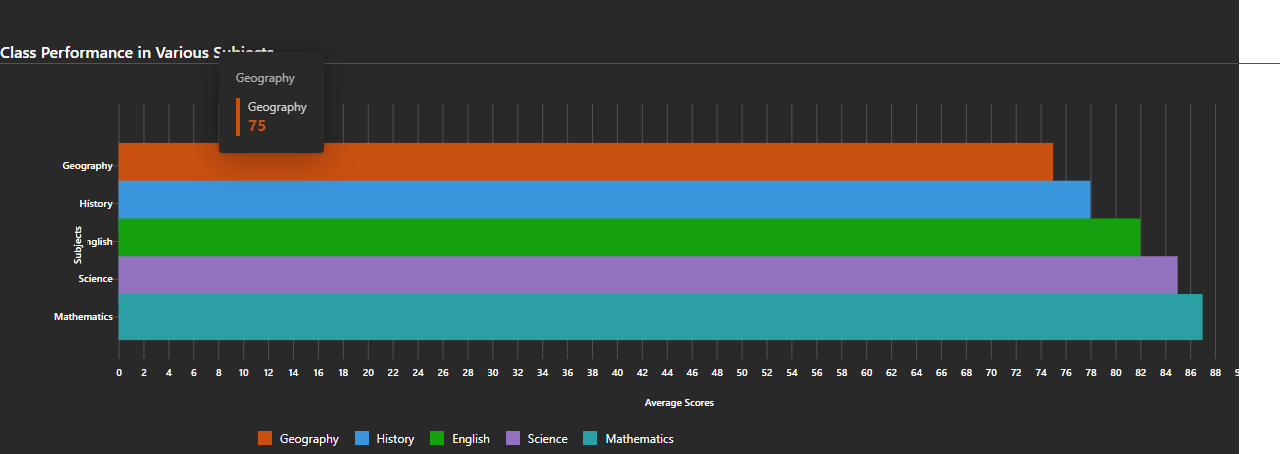 Class Performance in Various Subjects
Geography
Geography
75
Geography
History
nglish
Science
Mathematics
Subjects
0 2 4 6 8 10 12 14 16 18 20 22 24 26 28 30 32 34 36 38 40 42 44 46 48 50 52 54 56 58 60 62 64 66 68 70 72 74 76 78 80 82 84 86 88
Average Scores
Geography History English Science Mathematics